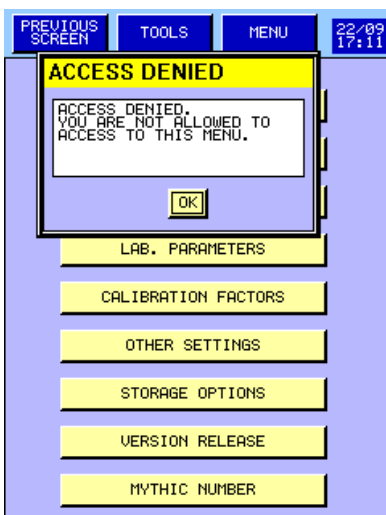 PREVIOUS SCREEN
TOOLS
MENU
22/09
17:11
ACCESS DENIED
ACCESS DENIED.
YOU ARE NOT ALLOWED TO
ACCESS TO THIS MENU.
OK
LAB. PARAMETERS
CALIBRATION FACTORS
OTHER SETTINGS
STORAGE OPTIONS
VERSION RELEASE
MYTHIC NUMBER